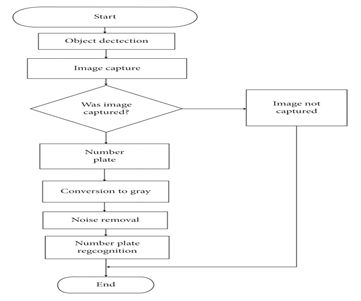 Start
Object dectection
Image capture
Was image
captured?
Image not
captured
Number
plate
Conversion to gray
Noise removal
Number plate
regcognition
End